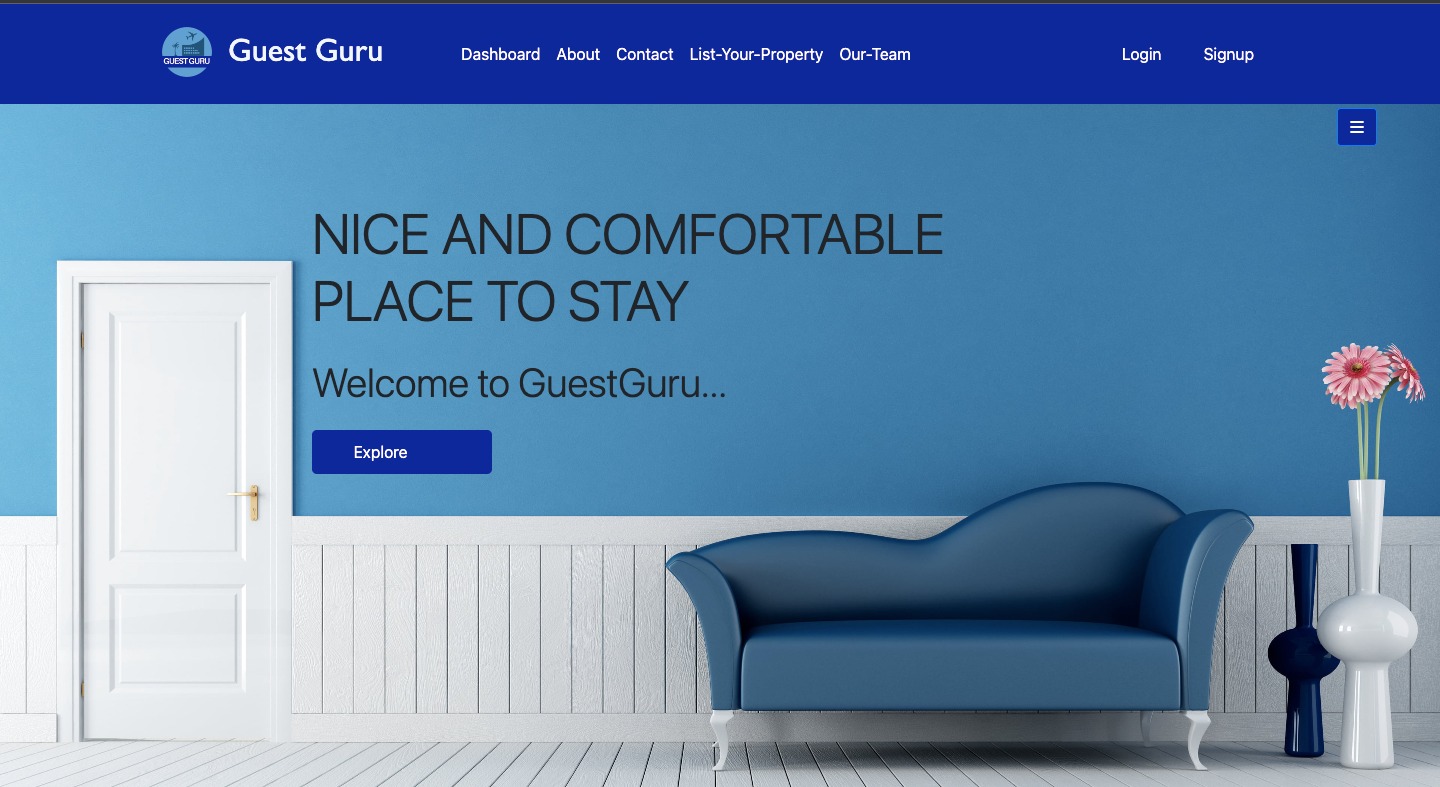 GUEST GURU
Guest Guru
Dashboard About Contact List-Your-Property Our-Team
Login Signup
NICE AND COMFORTABLE
PLACE TO STAY
Welcome to GuestGuru...
Explore